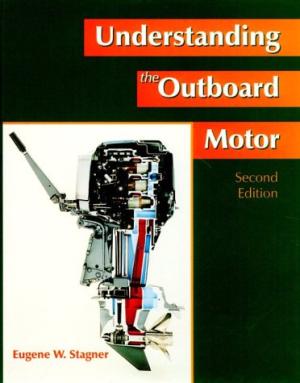 Understanding
the Outboard
Motor
Second
Edition
Eugene W. Stagner